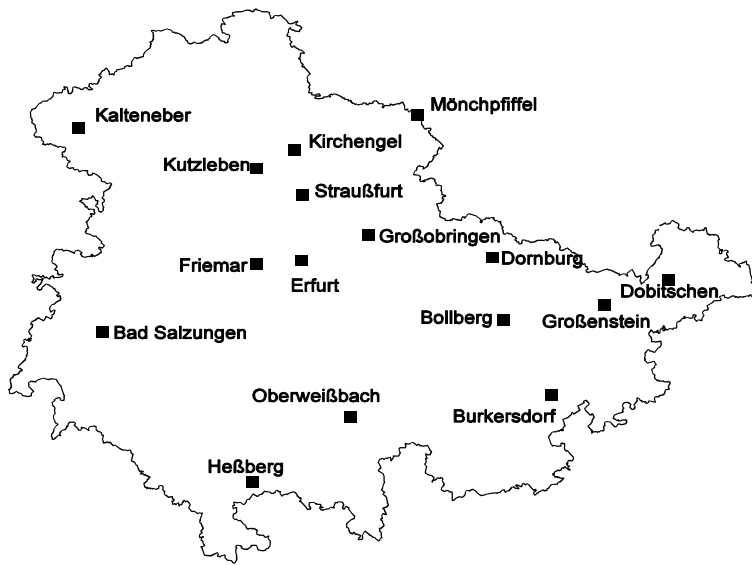 Mönchpfiffel
Kalteneber
Kirchengel
Kutzleben
Straußfurt
Großobringen
Dornburg
Friemar
Erfurt
Dobitschen
Großenstein
Bollberg
Bad Salzungen
Oberweißbach
Burkersdorf
Heßberg